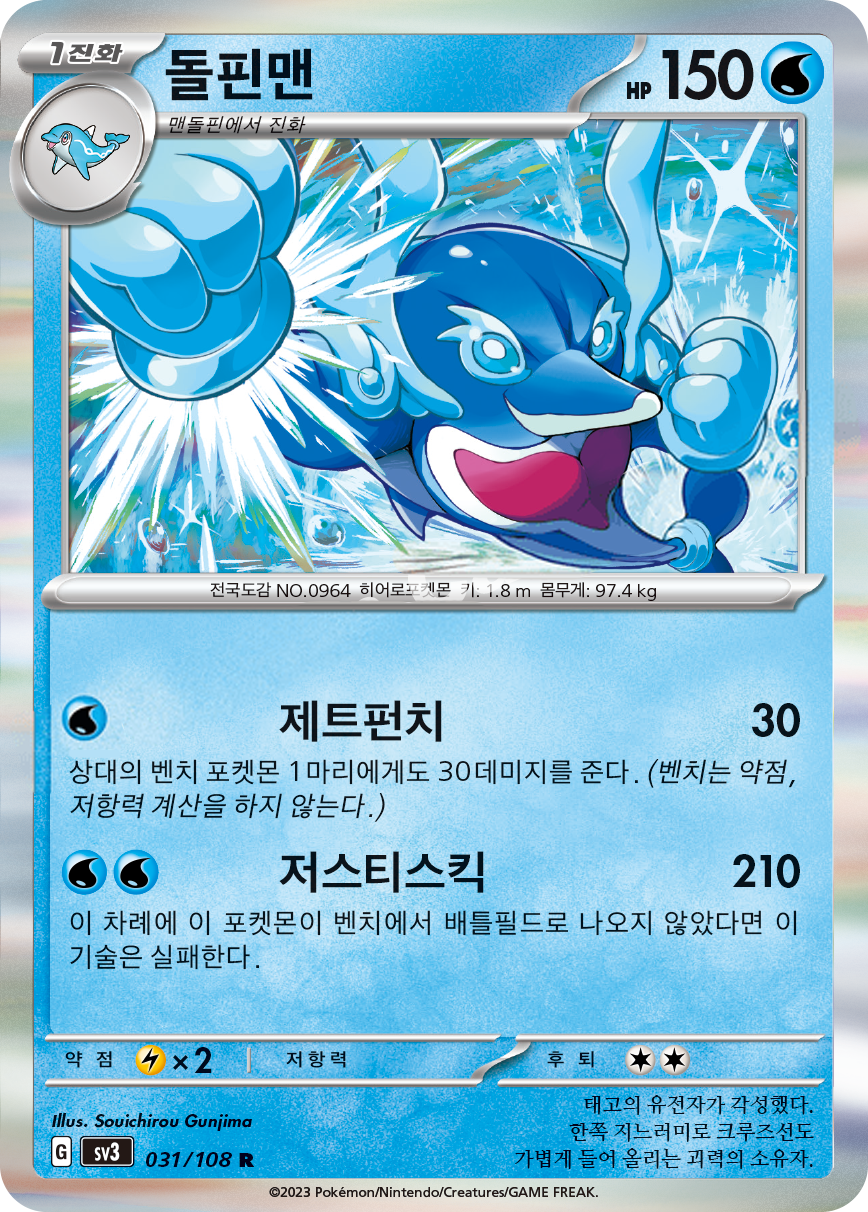 1진화
돌핀맨
HP 150
맨돌핀에서 진화
전국도감 NO.0964 히어로포켓몬 키: 1.8 m 몸무게: 97.4 kg
제트펀치 30
상대의 벤치 포켓몬 1마리에게도 30데미지를 준다. (벤치는 약점,
저항력 계산을 하지 않는다.)
저스티스킥 210
이 차례에 이 포켓몬이 벤치에서 배틀필드로 나오지 않았다면 이
기술은 실패한다.
약점 ×2 저항력 후퇴
Illus. Souichirou Gunjima
G sv3 031/108 R
태고의 유전자가 각성했다.
한쪽 지느러미로 크루즈선도
가볍게 들어 올리는 괴력의 소유자.
©2023 Pokémon/Nintendo/Creatures/GAME FREAK.